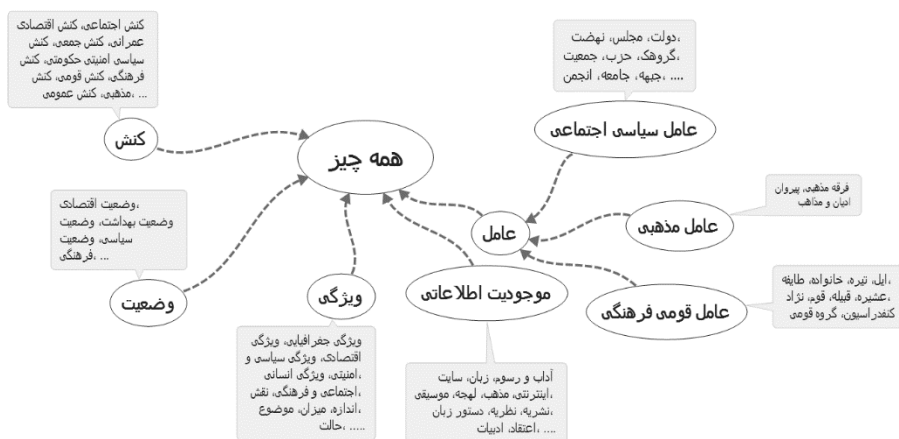 کنش اجتماعی، کنش اقتصادی
عمرانی، کنش جمعی، کنش
سیاسی امنیتی حکومتی، کنش
فرهنگی، کنش قومی، کنش
مذهبی، کنش عمومی، ...
کنش
همه چیز
دولت، مجلس، نهضت،
گروهک، حزب، جمعیت،
جبهه، جامعه، انجمن، ....
عامل سیاسی اجتماعی
فرقه مذهبی، پیروان
ادیان و مذاهب
عامل مذهبی
عامل
وضعیت اقتصادی،
وضعیت بهداشت، وضعیت
سیاسی، وضعیت
فرهنگی، ...
وضعیت
ویژگی
موجودیت اطلاعاتی
ایل، تیره، خانواده، طایفه،
عشیره، قبیله، قوم، نژاد،
کنفدراسیون، گروه قومی
عامل قومی فرهنگی
ویژگی جغرافیایی، ویژگی
اقتصادی، ویژگی سیاسی و
امنیتی، ویژگی انسانی،
اجتماعی و فرهنگی، نقش،
اندازه، میزان، موضوع
حالت، .....
آداب و رسوم، زبان، سایت
اینترنتی، مذهب، لهجه، موسیقی،
نشریه، نظریه، دستور زبان،
اعتقاد، ادبیات، ....